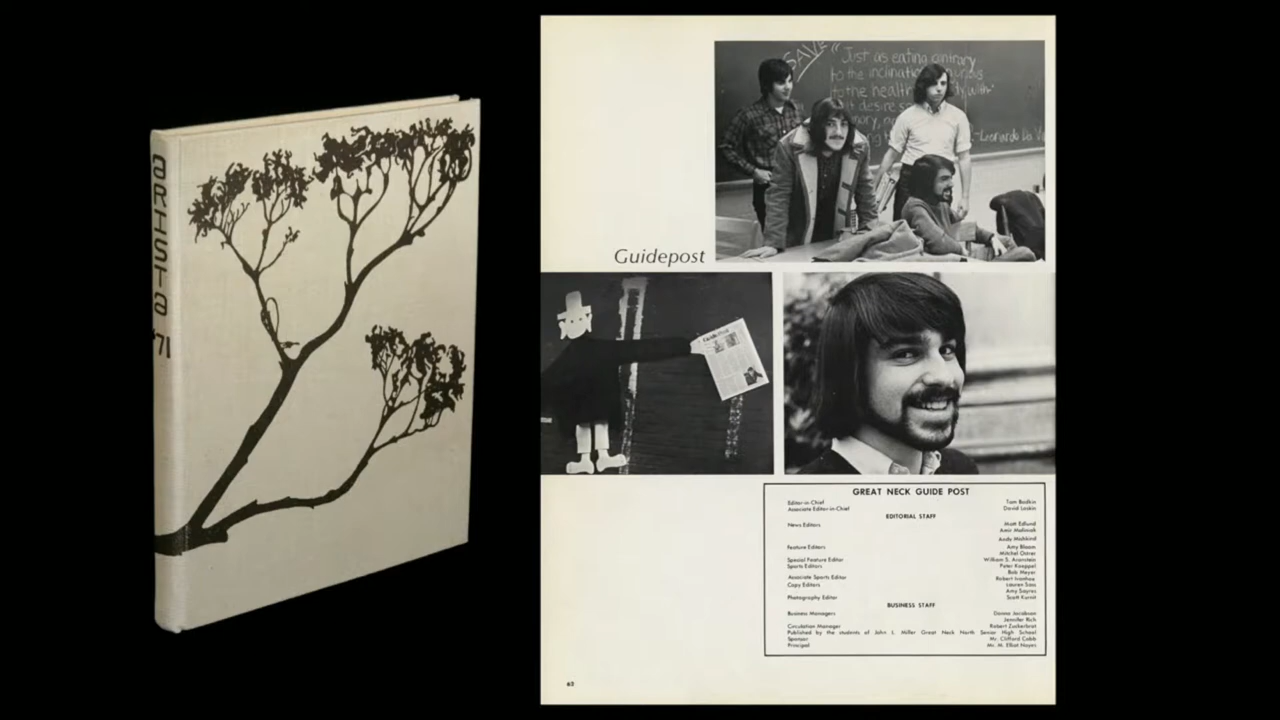 aRISTa
'71
SAVE
"Just as eating contrary
to the inclination
to the health
desire
-Leonardo Da
Guidepost
GREAT NECK GUIDE POST
Editor-in-Chief Tom Bodkin
Associate Editor-in-Chief David Laskin
EDITORIAL STAFF
News Editors Matt Edlund
Amir Malinsek
Andy Mishkind
Feature Editors Amy Bloom
Mitchel Ostrer
Special Feature Editor William S. Aronstein
Sports Editors Peter Koeppel
Bob Meyer
Associate Sports Editor Robert Ivanhoe
Copy Editors Lauren Sass
Amy Sayres
Photography Editor Scott Kurnit
BUSINESS STAFF
Business Managers Donna Jacobson
Jennifer Rich
Circulation Manager Robert Zuckerbrot
Published by the students of John L. Miller Great Neck North Senior High School
Sponsor Mr. Clifford Cobb
Principal Mr. M. Elliot Noyes
63